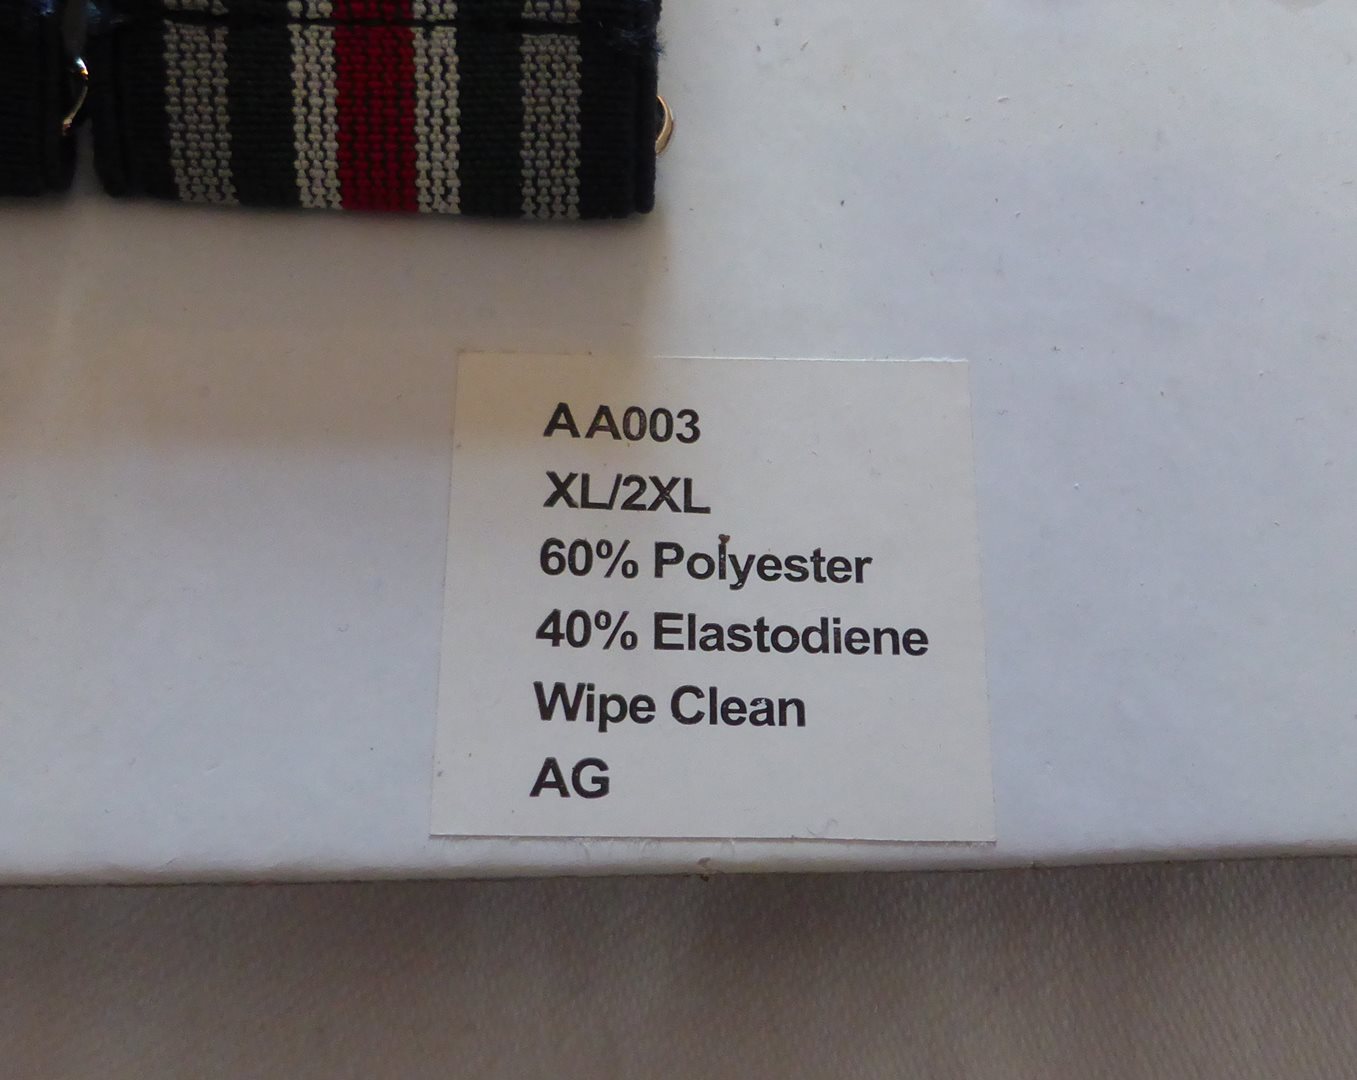 AA003
XL/2XL
60% Polyester
40% Elastodiene
Wipe Clean
AG